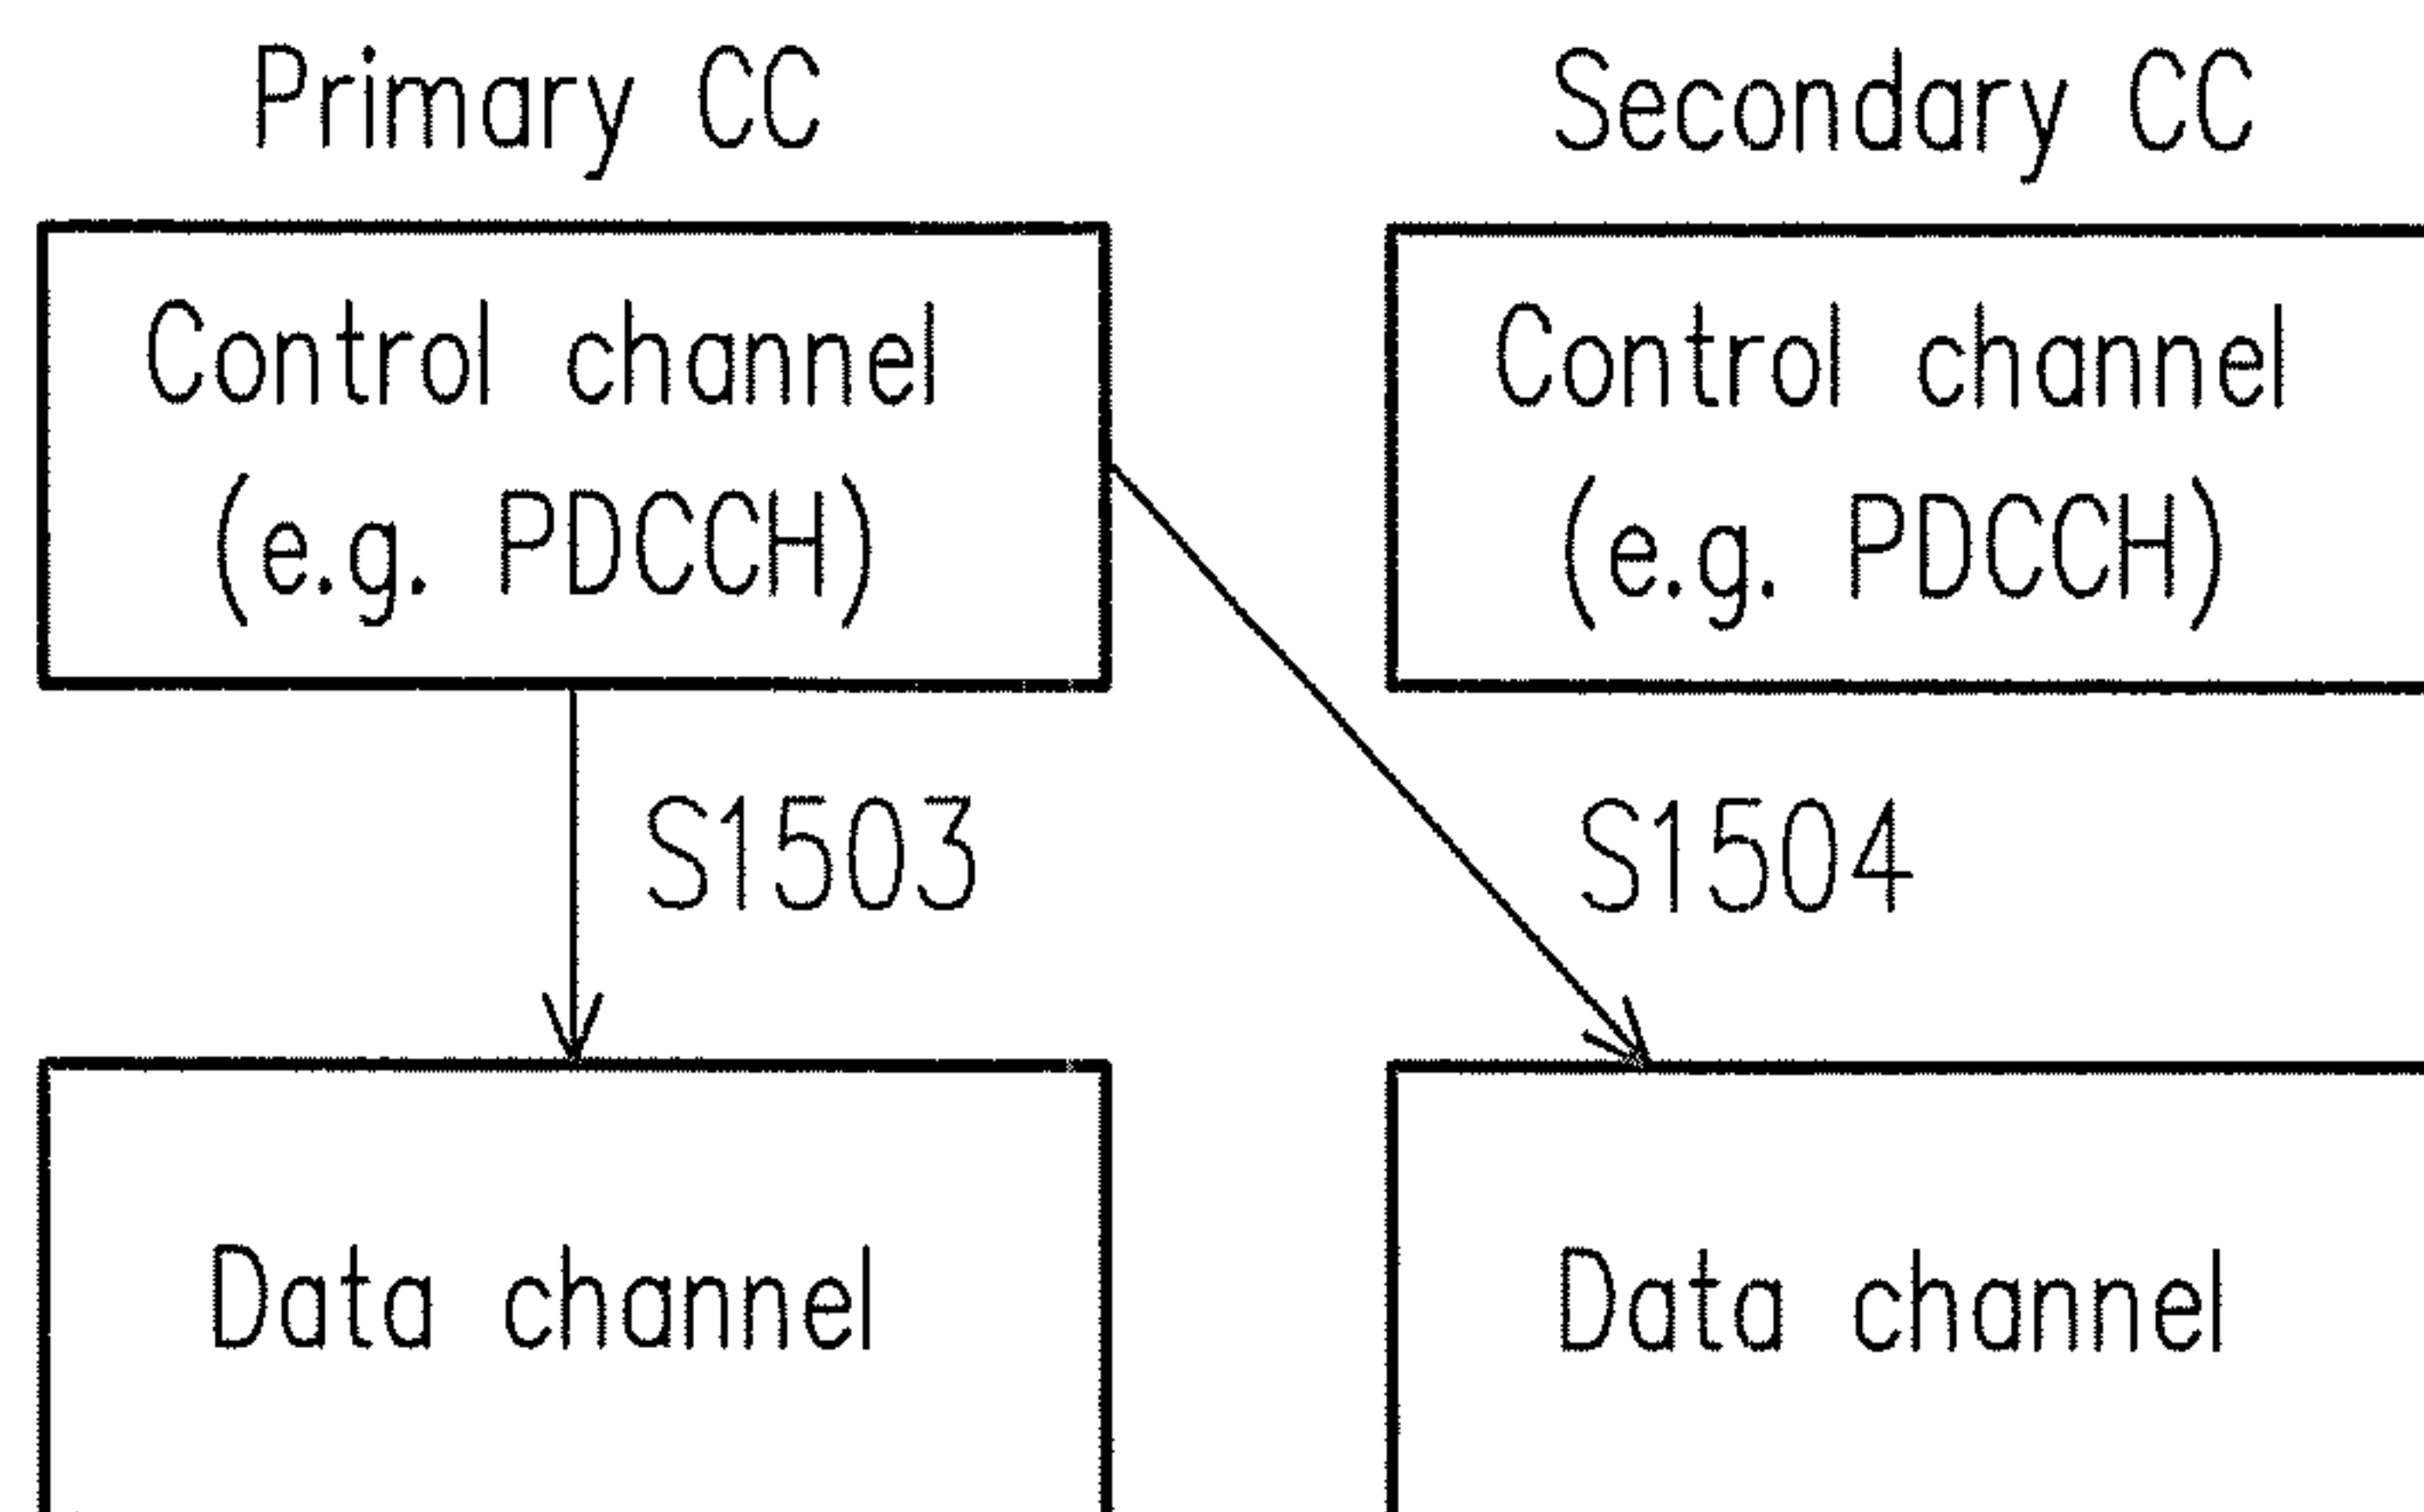 Primary CC
Secondary CC
Control channel
(e.g. PDCCH)
Control channel
(e.g. PDCCH)
S1503
S1504
Data channel
Data channel